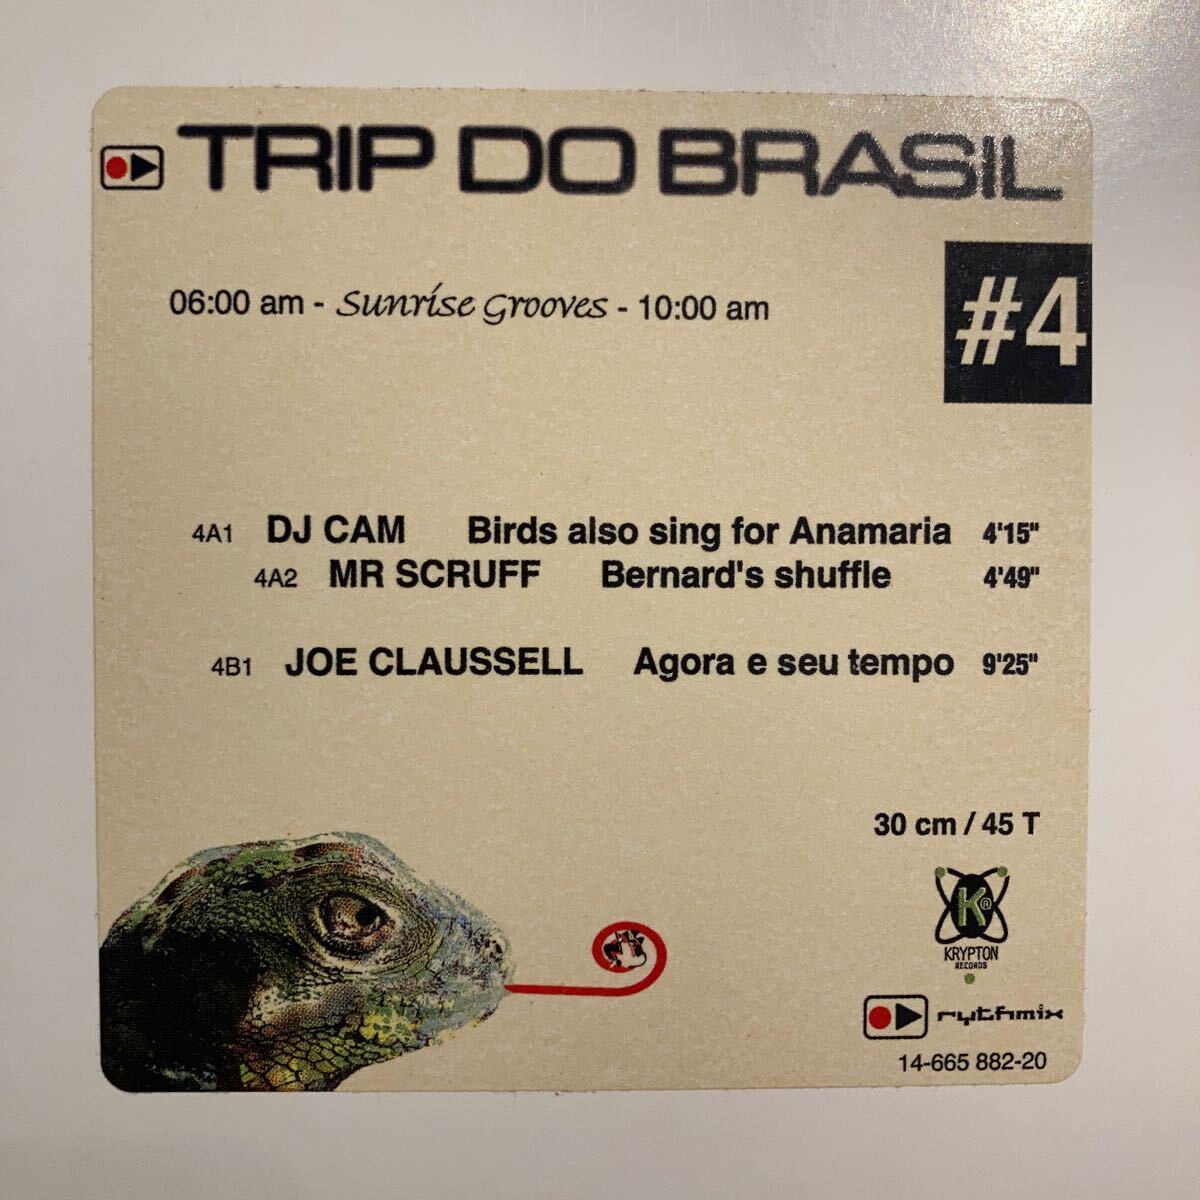 TRIP DO BRASIL
#4
06:00 am - Sunrise Grooves - 10:00 am
4A1 DJ CAM Birds also sing for Anamaria 4'15"
4A2 MR SCRUFF Bernard's shuffle 4'49"
4B1 JOE CLAUSSELL Agora e seu tempo 9'25"
30 cm / 45 T
K ®
KRYPTON
RECORDS
rythmix
14-665 882-20